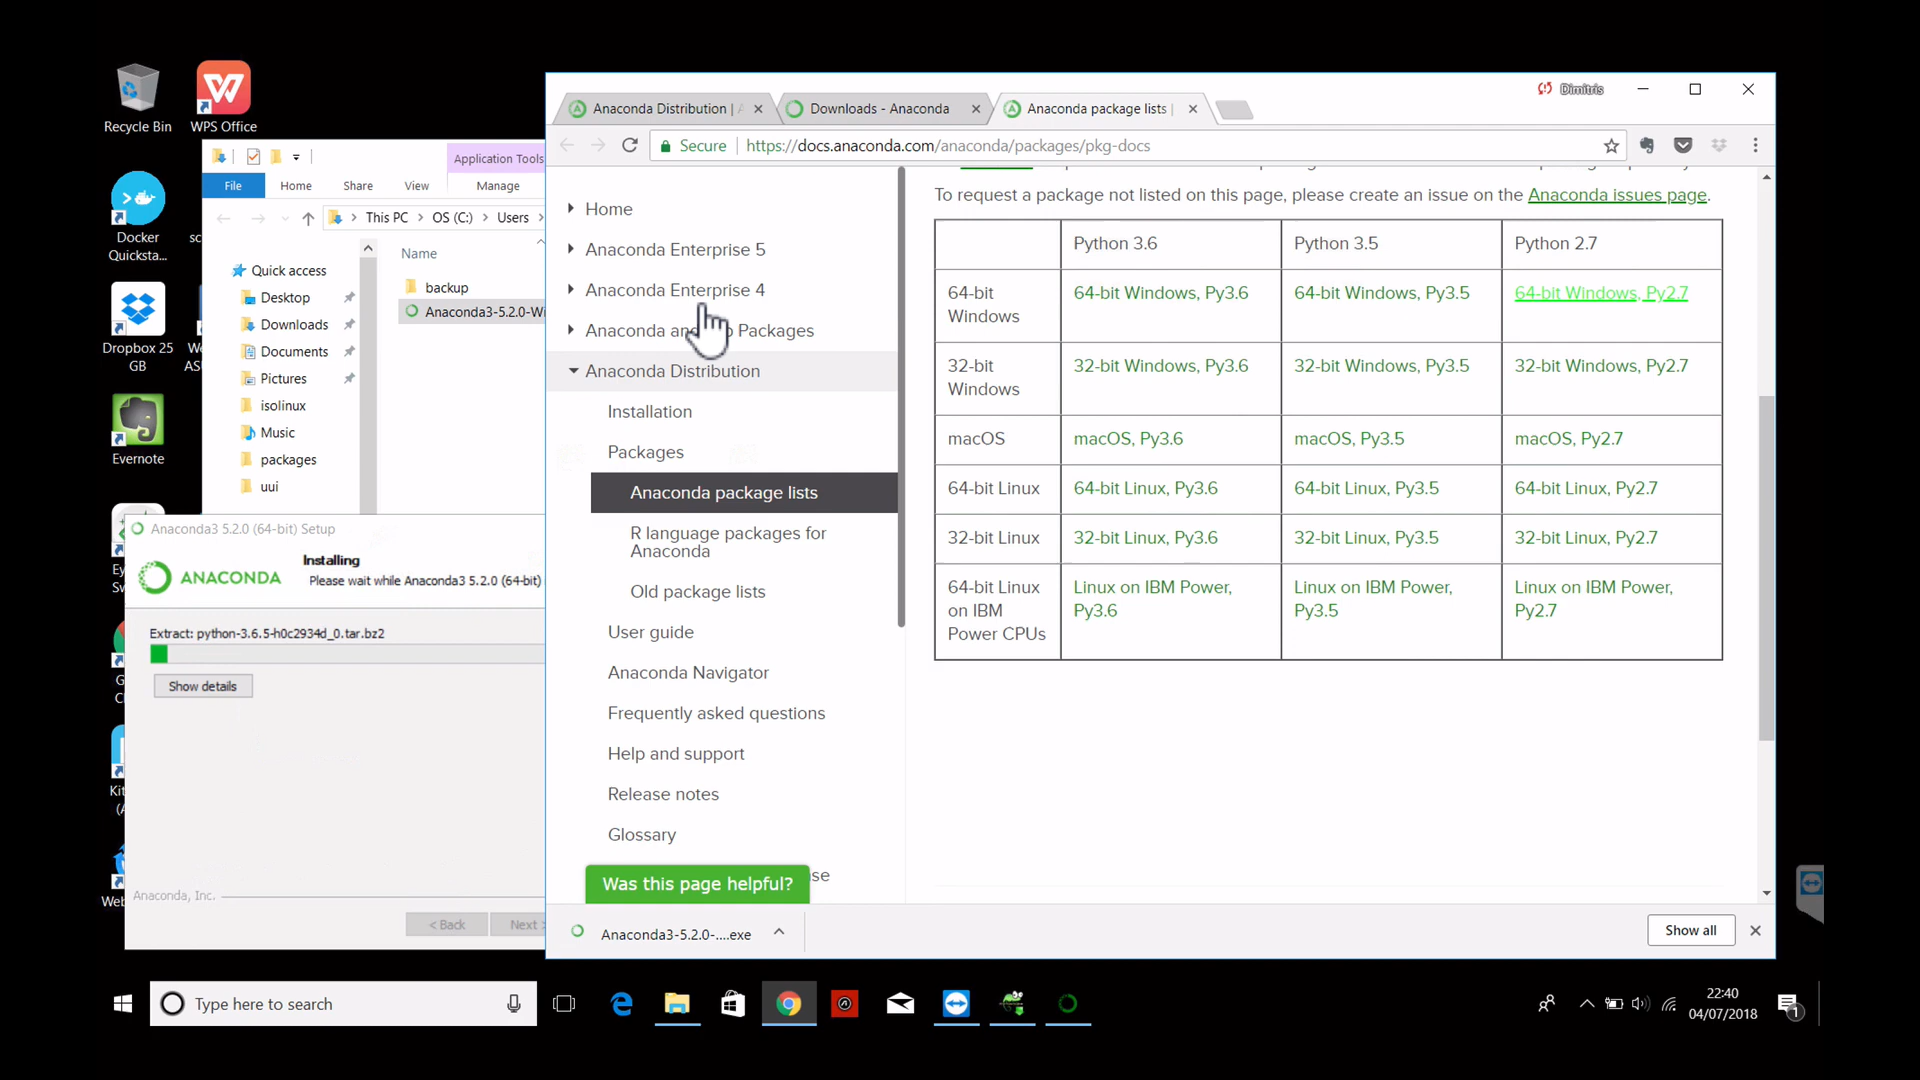 Recycle Bin
WPS Office
Docker
Quicksta...
Dropbox 25
GB
Evernote
File
Home
Share
View
Application Tools
Manage
This PC
OS (C:)
Users
Name
Quick access
Desktop
Downloads
Documents
Pictures
isolinux
Music
packages
uui
backup
Anaconda3-5.2.0-Wi
Anaconda3 5.2.0 (64-bit) Setup
ANACONDA
Installing
Please wait while Anaconda3 5.2.0 (64-bit)
Extract: python-3.6.5-h0c2934d_0.tar.bz2
Show details
Anaconda, Inc.
< Back
Next >
Anaconda Distribution |
Downloads - Anaconda
Anaconda package lists |
Dimitris
Secure
https://docs.anaconda.com/anaconda/packages/pkg-docs
Home
Anaconda Enterprise 5
Anaconda Enterprise 4
Anaconda Packages
Anaconda Distribution
Installation
Packages
Anaconda package lists
R language packages for
Anaconda
Old package lists
User guide
Anaconda Navigator
Frequently asked questions
Help and support
Release notes
Glossary
Was this page helpful?
To request a package not listed on this page, please create an issue on the Anaconda issues page.
Python 3.6
Python 3.5
Python 2.7
64-bit
Windows
64-bit Windows, Py3.6
64-bit Windows, Py3.5
64-bit Windows, Py2.7
32-bit
Windows
32-bit Windows, Py3.6
32-bit Windows, Py3.5
32-bit Windows, Py2.7
macOS
macOS, Py3.6
macOS, Py3.5
macOS, Py2.7
64-bit Linux
64-bit Linux, Py3.6
64-bit Linux, Py3.5
64-bit Linux, Py2.7
32-bit Linux
32-bit Linux, Py3.6
32-bit Linux, Py3.5
32-bit Linux, Py2.7
64-bit Linux
on IBM
Power CPUs
Linux on IBM Power,
Py3.6
Linux on IBM Power,
Py3.5
Linux on IBM Power,
Py2.7
Anaconda3-5.2.0-....exe
Show all
Type here to search
22:40
04/07/2018
1